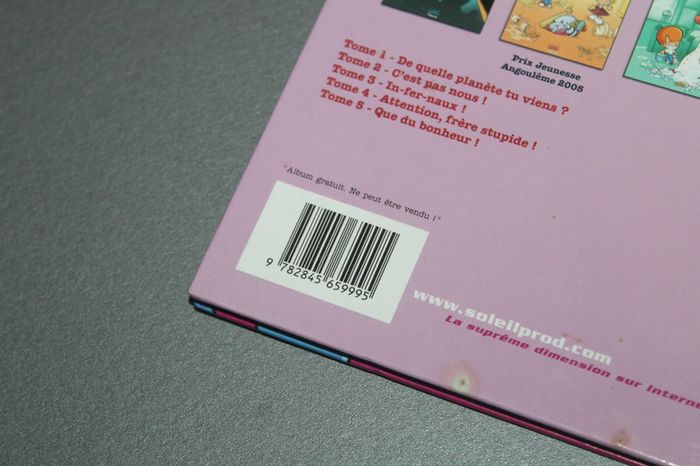 Prix Jeunesse
Angoulême 2005
Tome 1 - De quelle planète tu viens ?
Tome 2 - C'est pas nous !
Tome 3 - In-fer-naux !
Tome 4 - Attention, frère stupide !
Tome 5 - Que du bonheur !
"Album gratuit. Ne peut être vendu !"
9 782845 659995
www.soleilprod.com
La suprême dimension sur Interne